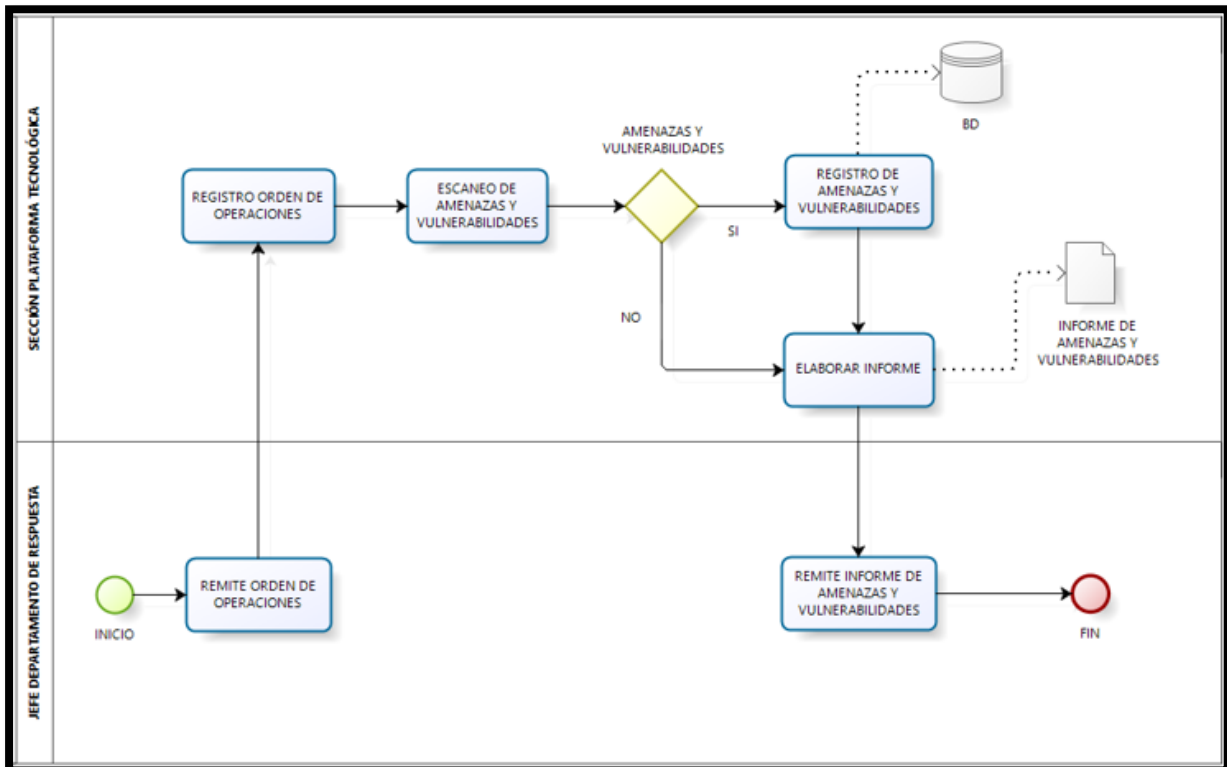 SECCIÓN PLATAFORMA TECNOLÓGICA
BD
AMENAZAS Y
VULNERABILIDADES
REGISTRO ORDEN DE
OPERACIONES
ESCANEO DE
AMENAZAS Y
VULNERABILIDADES
REGISTRO DE
AMENAZAS Y
VULNERABILIDADES
SI
NO
ELABORAR INFORME
INFORME DE
AMENAZAS Y
VULNERABILIDADES
JEFE DEPARTAMENTO DE RESPUESTA
INICIO
REMITE ORDEN DE
OPERACIONES
REMITE INFORME DE
AMENAZAS Y
VULNERABILIDADES
FIN